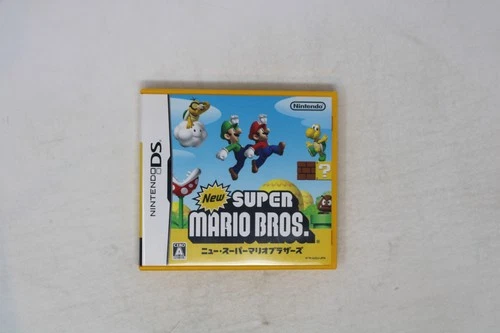 Nintendo
NINTENDO DS
New
SUPER
MARIO BROS.
ニュー・スーパーマリオブラザーズ
?
CERO
A